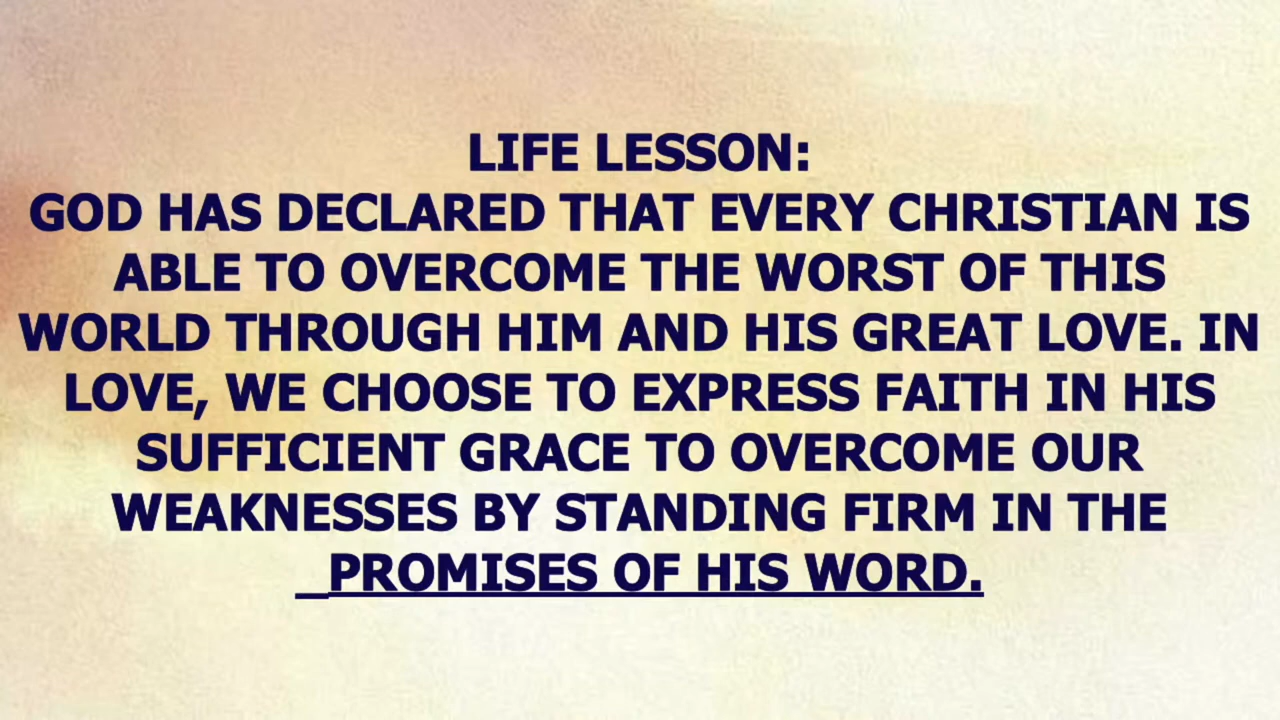 LIFE LESSON:
GOD HAS DECLARED THAT EVERY CHRISTIAN IS
ABLE TO OVERCOME THE WORST OF THIS
WORLD THROUGH HIM AND HIS GREAT LOVE. IN
LOVE, WE CHOOSE TO EXPRESS FAITH IN HIS
SUFFICIENT GRACE TO OVERCOME OUR
WEAKNESSES BY STANDING FIRM IN THE
_PROMISES OF HIS WORD.